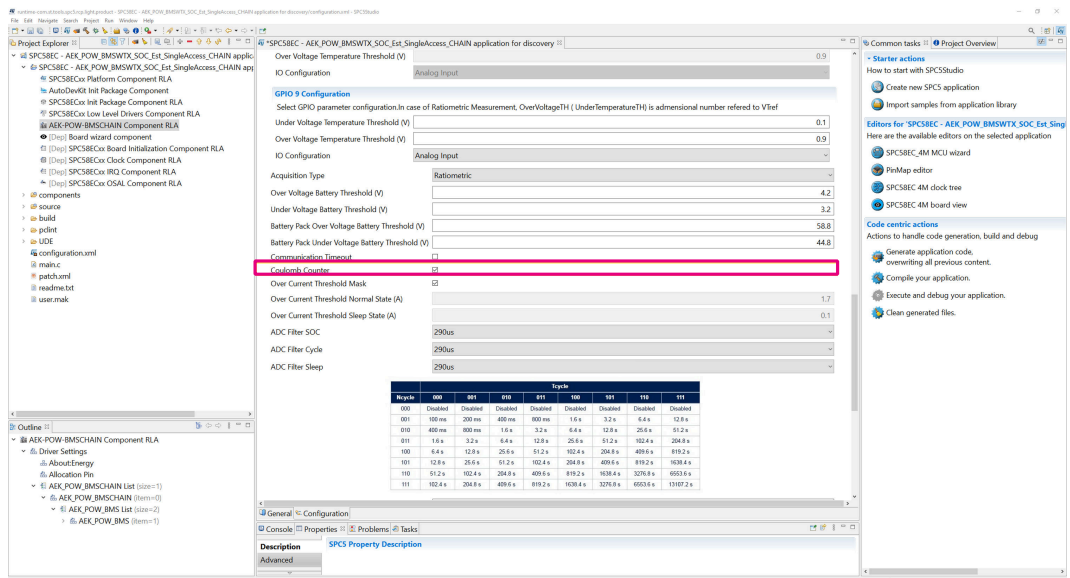 runtime-com.st.tools.spc5.rcp.light.product - SPC58EC - AEK_POW_BMSWTX_SOC_Est_SingleAccess_CHAIN application for discovery/configuration.xml - SPC5Studio
File Edit Navigate Search Project Run Window Help
Project Explorer
SPC58EC - AEK_POW_BMSWTX_SOC_Est_SingleAccess_CHAIN applic
SPC58EC - AEK_POW_BMSWTX_SOC_Est_SingleAccess_CHAIN app
SPC58ECxx Platform Component RLA
AutoDevKit Init Package Component
SPC58ECxx Init Package Component RLA
SPC58ECxx Low Level Drivers Component RLA
AEK-POW-BMSCHAIN Component RLA
[Dep] Board wizard component
[Dep] SPC58ECxx Board Initialization Component RLA
[Dep] SPC58ECxx Clock Component RLA
[Dep] SPC58ECxx IRQ Component RLA
[Dep] SPC58ECxx OSAL Component RLA
components
source
build
pclint
UDE
configuration.xml
main.c
patch.xml
readme.txt
user.mak
Outline
AEK-POW-BMSCHAIN Component RLA
Driver Settings
About:Energy
Allocation Pin
AEK_POW_BMSCHAIN List (size=1)
AEK_POW_BMSCHAIN (item=0)
AEK_POW_BMS List (size=2)
AEK_POW_BMS (item=1)
*SPC58EC - AEK_POW_BMSWTX_SOC_Est_SingleAccess_CHAIN application for discovery
Over Voltage Temperature Threshold (V) 0.9
IO Configuration Analog Input
GPIO 9 Configuration
Select GPIO parameter configuration.In case of Ratiometric Measurement, OverVoltageTH ( UnderTemperatureTH) is admensional number refered to VTref
Under Voltage Temperature Threshold (V) 0.1
Over Voltage Temperature Threshold (V) 0.9
IO Configuration Analog Input
Acquisition Type Ratiometric
Over Voltage Battery Threshold (V) 4.2
Under Voltage Battery Threshold (V) 3.2
Battery Pack Over Voltage Battery Threshold (V) 58.8
Battery Pack Under Voltage Battery Threshold (V) 44.8
Communication Timeout
Coulomb Counter
Over Current Threshold Mask
Over Current Threshold Normal State (A) 1.7
Over Current Threshold Sleep State (A) 0.1
ADC Filter SOC 290us
ADC Filter Cycle 290us
ADC Filter Sleep 290us
Tcycle
Ncycle 000 001 010 011 100 101 110 111
000 Disabled Disabled Disabled Disabled Disabled Disabled Disabled Disabled
001 100 ms 200 ms 400 ms 800 ms 1.6 s 3.2 s 6.4 s 12.8 s
010 400 ms 800 ms 1.6 s 3.2 s 6.4 s 12.8 s 25.6 s 51.2 s
011 1.6 s 3.2 s 6.4 s 12.8 s 25.6 s 51.2 s 102.4 s 204.8 s
100 6.4 s 12.8 s 25.6 s 51.2 s 102.4 s 204.8 s 409.6 s 819.2 s
101 12.8 s 25.6 s 51.2 s 102.4 s 204.8 s 409.6 s 819.2 s 1638.4 s
110 51.2 s 102.4 s 204.8 s 409.6 s 819.2 s 1638.4 s 3276.8 s 6553.6 s
111 102.4 s 204.8 s 409.6 s 819.2 s 1638.4 s 3276.8 s 6553.6 s 13107.2 s
General Configuration
Console Properties Problems Tasks
Description
Advanced
SPC5 Property Description
Common tasks Project Overview
Starter actions
How to start with SPC5Studio
Create new SPC5 application
Import samples from application library
Editors for 'SPC58EC - AEK_POW_BMSWTX_SOC_Est_Singl
Here are the available editors on the selected application
SPC58EC_4M MCU wizard
PinMap editor
SPC58EC 4M clock tree
SPC58EC 4M board view
Code centric actions
Actions to handle code generation, build and debug
Generate application code,
overwriting all previous content.
Compile your application.
Execute and debug your application.
Clean generated files.